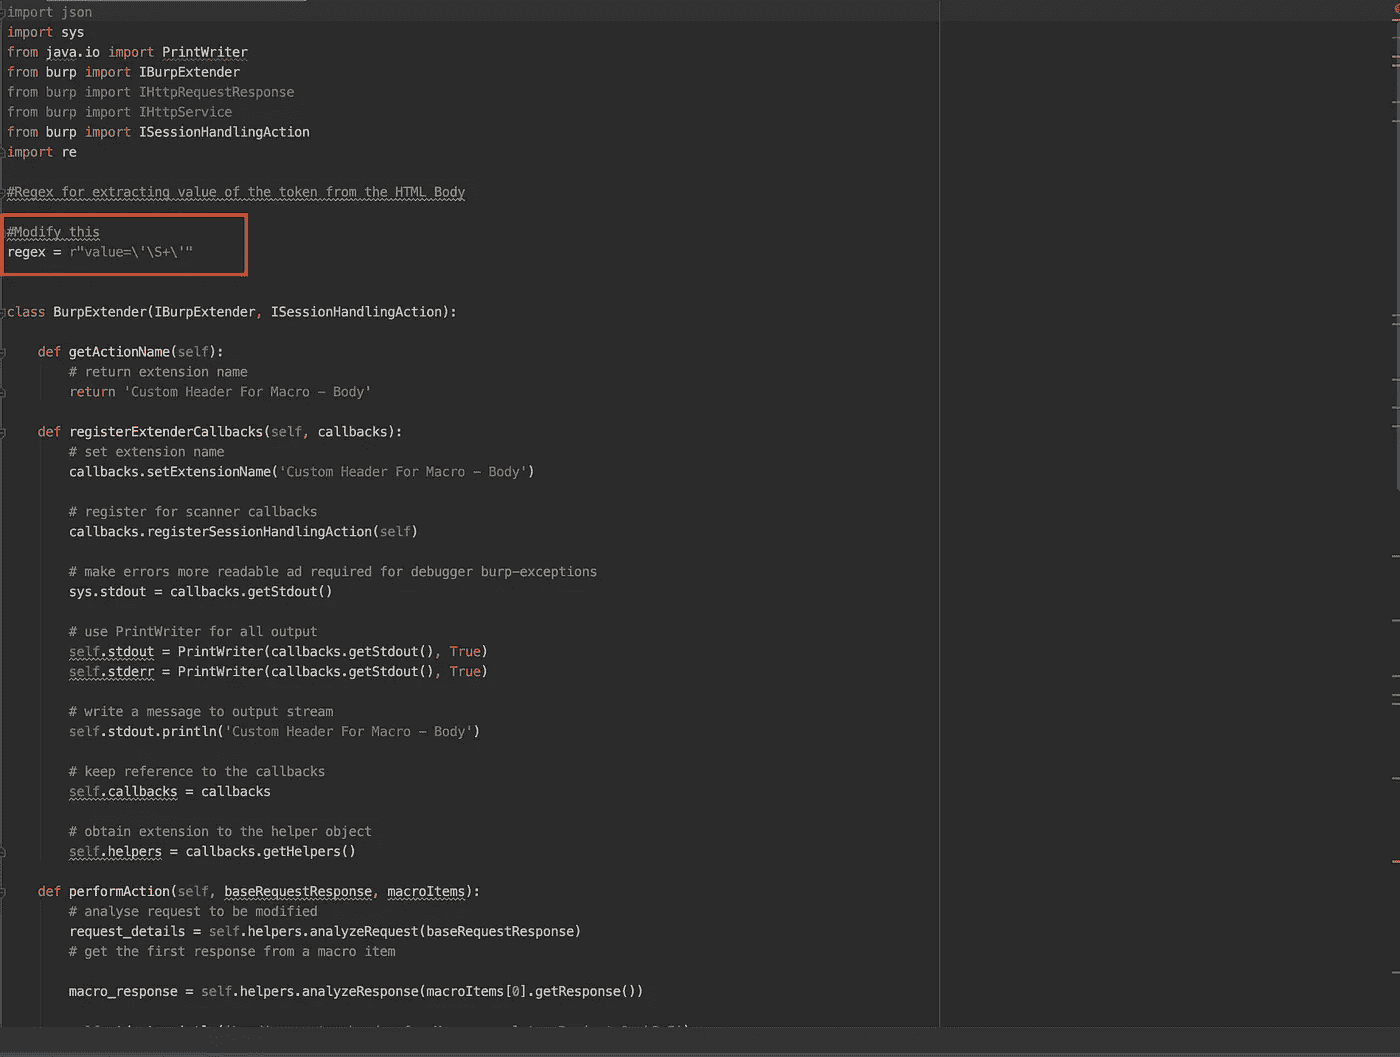 import json
import sys
from java.io import PrintWriter
from burp import IBurpExtender
from burp import IHttpRequestResponse
from burp import IHttpService
from burp import ISessionHandlingAction
import re
#Regex for extracting value of the token from the HTML Body
#Modify this
regex = r"value=\'\S+\'"
class BurpExtender(IBurpExtender, ISessionHandlingAction):
def getActionName(self):
# return extension name
return 'Custom Header For Macro - Body'
def registerExtenderCallbacks(self, callbacks):
# set extension name
callbacks.setExtensionName('Custom Header For Macro - Body')
# register for scanner callbacks
callbacks.registerSessionHandlingAction(self)
# make errors more readable ad required for debugger burp-exceptions
sys.stdout = callbacks.getStdout()
# use PrintWriter for all output
self.stdout = PrintWriter(callbacks.getStdout(), True)
self.stderr = PrintWriter(callbacks.getStdout(), True)
# write a message to output stream
self.stdout.println('Custom Header For Macro - Body')
# keep reference to the callbacks
self.callbacks = callbacks
# obtain extension to the helper object
self.helpers = callbacks.getHelpers()
def performAction(self, baseRequestResponse, macroItems):
# analyse request to be modified
request_details = self.helpers.analyzeRequest(baseRequestResponse)
# get the first response from a macro item
macro_response = self.helpers.analyzeResponse(macroItems[0].getResponse())